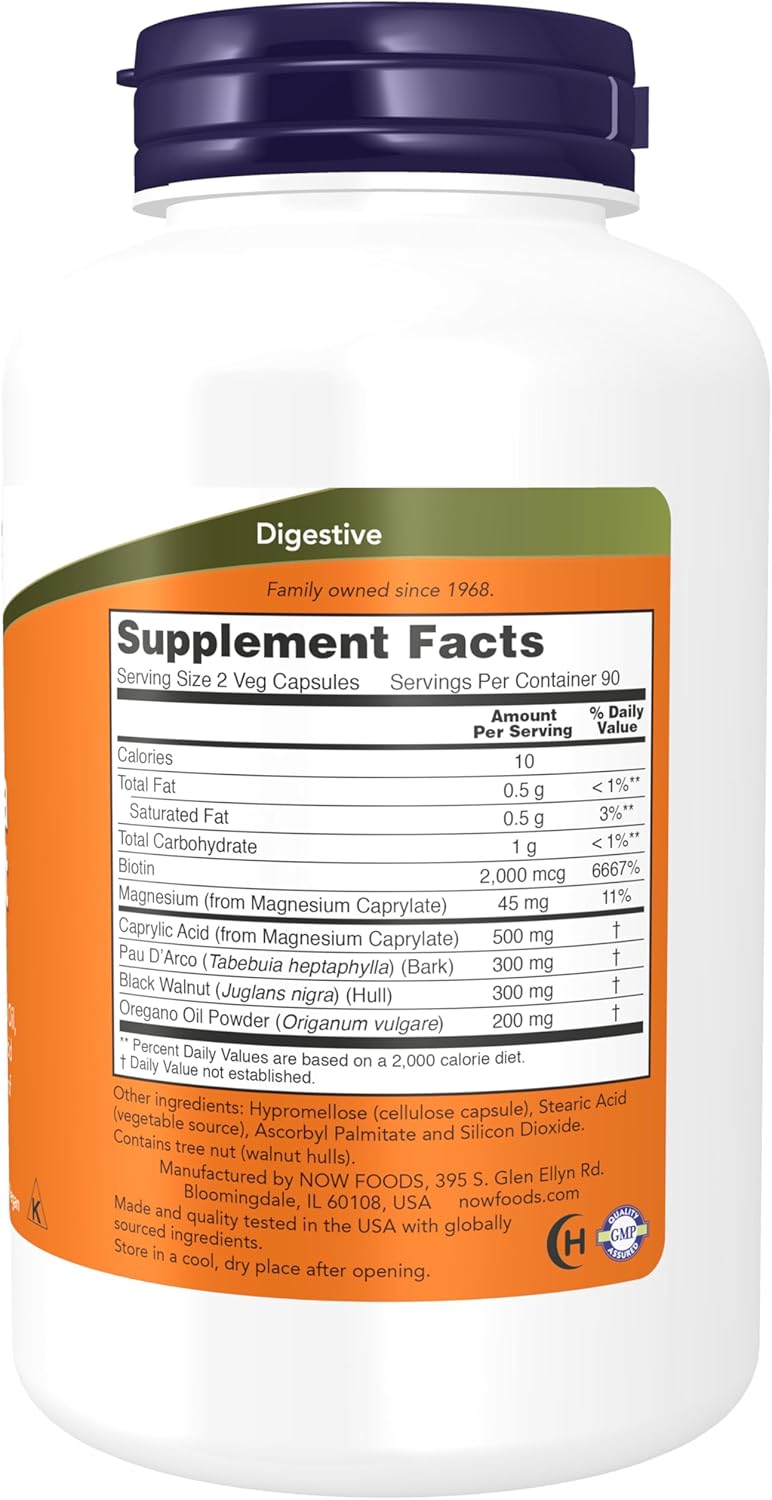 Digestive
Family owned since 1968.
Supplement Facts
Serving Size 2 Veg Capsules Servings Per Container 90
Amount Per Serving % Daily Value
Calories 10
Total Fat 0.5 g < 1%**
Saturated Fat 0.5 g 3%**
Total Carbohydrate 1 g < 1%**
Biotin 2,000 mcg 6667%
Magnesium (from Magnesium Caprylate) 45 mg 11%
Caprylic Acid (from Magnesium Caprylate) 500 mg †
Pau D'Arco (Tabebuia heptaphylla) (Bark) 300 mg †
Black Walnut (Juglans nigra) (Hull) 300 mg †
Oregano Oil Powder (Origanum vulgare) 200 mg †
** Percent Daily Values are based on a 2,000 calorie diet.
† Daily Value not established.
Other ingredients: Hypromellose (cellulose capsule), Stearic Acid
(vegetable source), Ascorbyl Palmitate and Silicon Dioxide.
Contains tree nut (walnut hulls).
Manufactured by NOW FOODS, 395 S. Glen Ellyn Rd.
Bloomingdale, IL 60108, USA nowfoods.com
Made and quality tested in the USA with globally
sourced ingredients.
Store in a cool, dry place after opening.
K
H
QUALITY
GMP
ASSURED